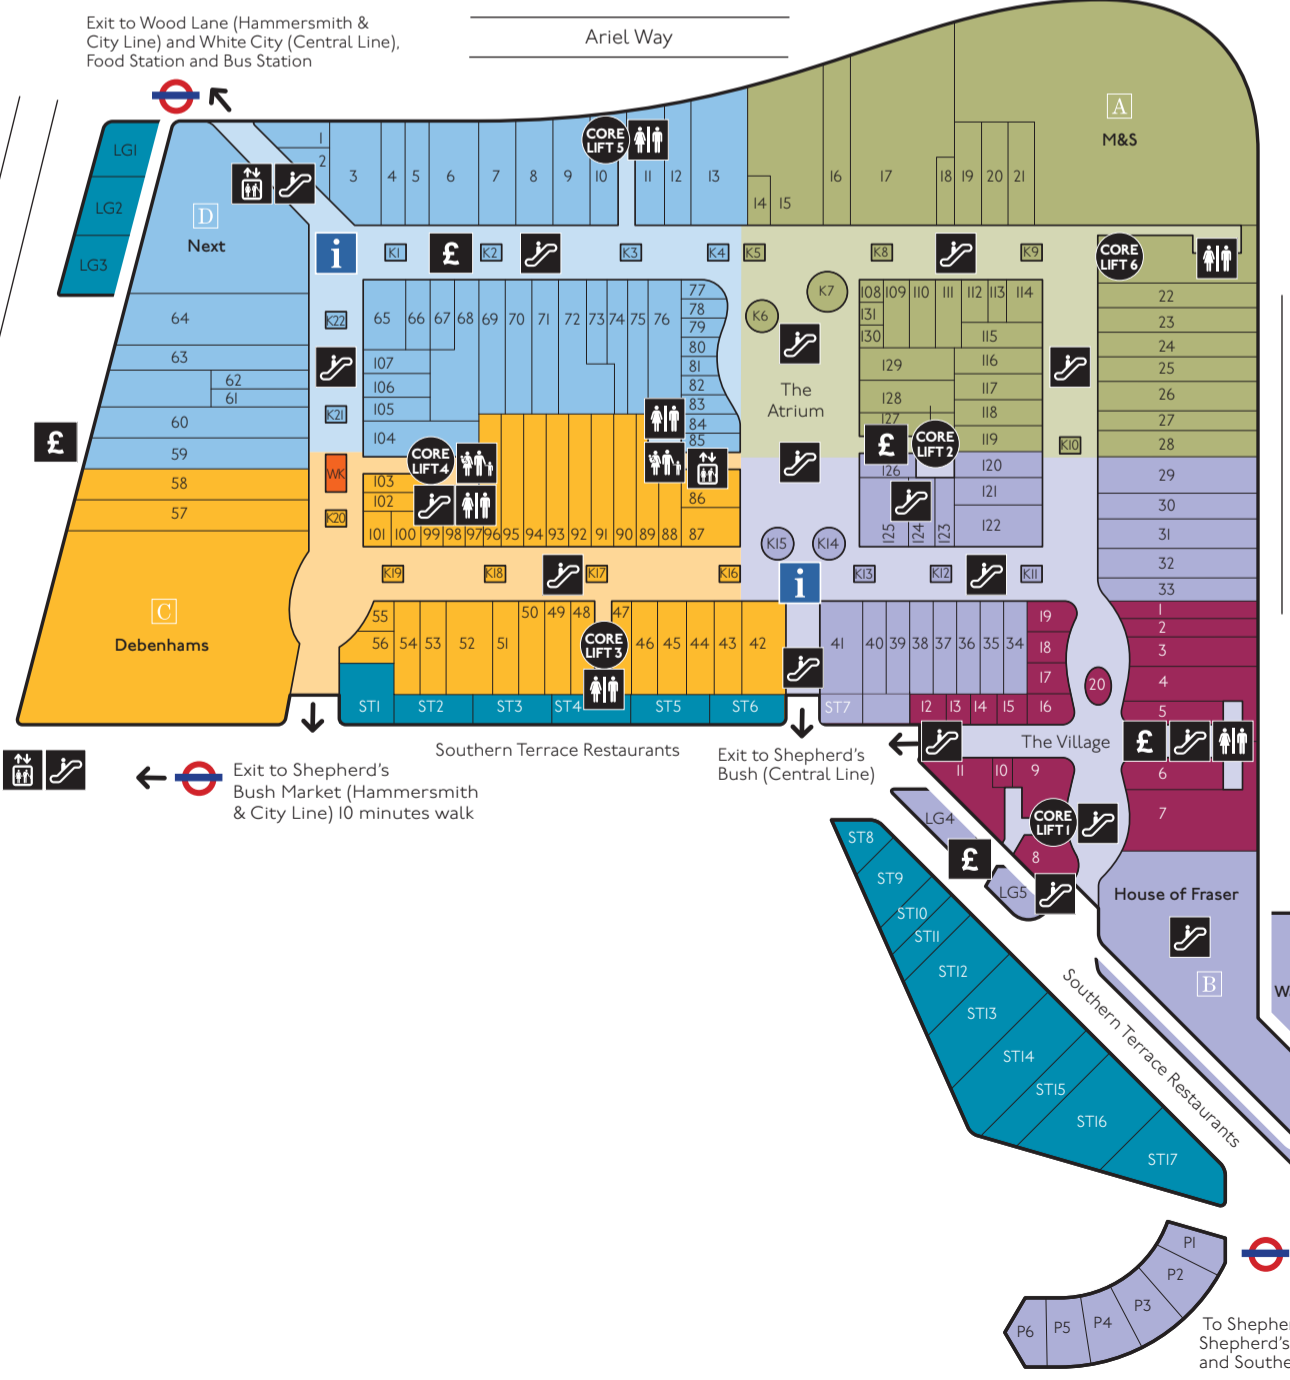 Exit to Wood Lane (Hammersmith &
City Line) and White City (Central Line),
Food Station and Bus Station
Ariel Way
A
M&S
LG1
LG2
LG3
D
Next
1
2
3
4
5
6
7
8
9
10
CORE
LIFT 5
11
12
13
14
15
16
17
18
19
20
21
i
K1
£
K2
K3
K4
K5
K8
K9
CORE
LIFT 6
K22
K21
WK
K20
64
63
62
61
60
59
58
57
£
65
66
67
68
69
70
71
72
73
74
75
76
77
78
79
80
81
82
83
84
85
107
106
105
104
CORE
LIFT 4
103
102
101
100
99
98
97
96
95
94
93
92
91
90
89
88
87
86
K6
K7
The
Atrium
108
109
110
111
112
113
114
131
130
115
129
116
117
128
118
127
119
£
CORE
LIFT 2
126
120
121
125
124
123
122
K10
22
23
24
25
26
27
28
29
30
31
32
33
K15
K14
i
K19
K18
K17
K16
K13
K12
K11
C
Debenhams
55
56
54
53
52
51
50
49
48
47
CORE
LIFT 3
46
45
44
43
42
41
40
39
38
37
36
35
34
19
18
17
16
15
14
13
12
20
1
2
3
4
5
6
7
ST1
ST2
ST3
ST4
ST5
ST6
ST7
Southern Terrace Restaurants
Exit to Shepherd's
Bush (Central Line)
The Village
£
11
10
9
CORE
LIFT 1
8
Exit to Shepherd's
Bush Market (Hammersmith
& City Line) 10 minutes walk
LG4
£
LG5
House of Fraser
B
ST8
ST9
ST10
ST11
ST12
ST13
ST14
ST15
ST16
ST17
Southern Terrace Restaurants
P1
P2
P3
P4
P5
P6
To
Shepherd's
and